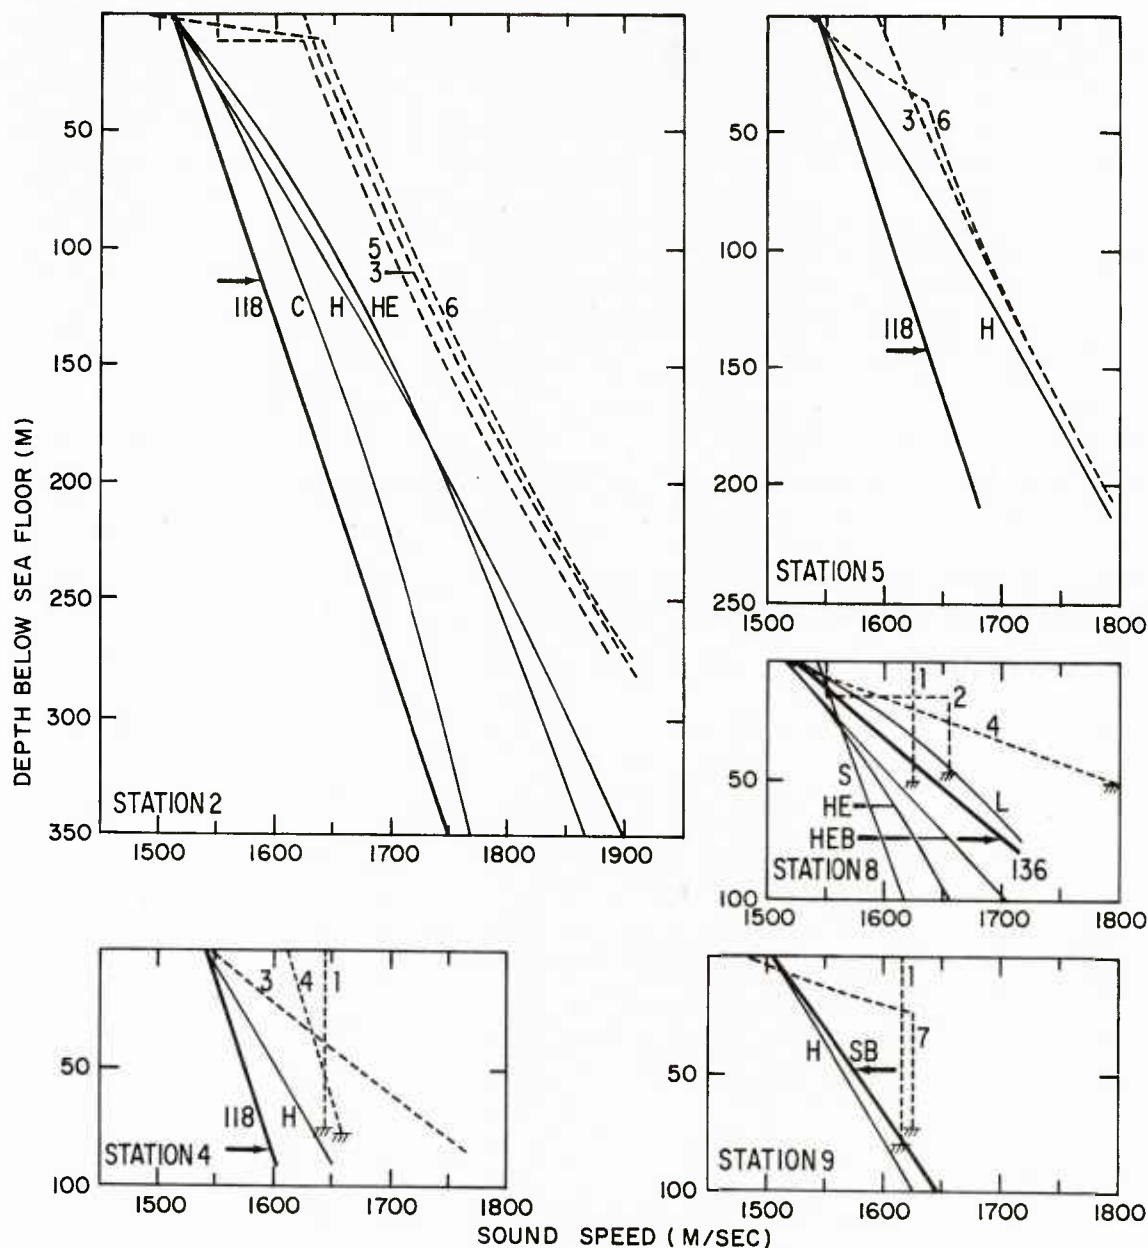 DEPTH BELOW SEA FLOOR (M)
50
100
150
200
250
300
350
5
3
118 C H HE 6
STATION 2
1500 1600 1700 1800 1900
50
100
150
200
250
3 6
118 H
STATION 5
1500 1600 1700 1800
50
100
1
2
4
S
HE
L
HEB
136
STATION 8
1500 1600 1700 1800
50
100
3 4 1
118 H
STATION 4
1500 1600 1700 1800
50
100
1
7
H SB
STATION 9
1500 1600 1700 1800
SOUND SPEED (M/SEC)